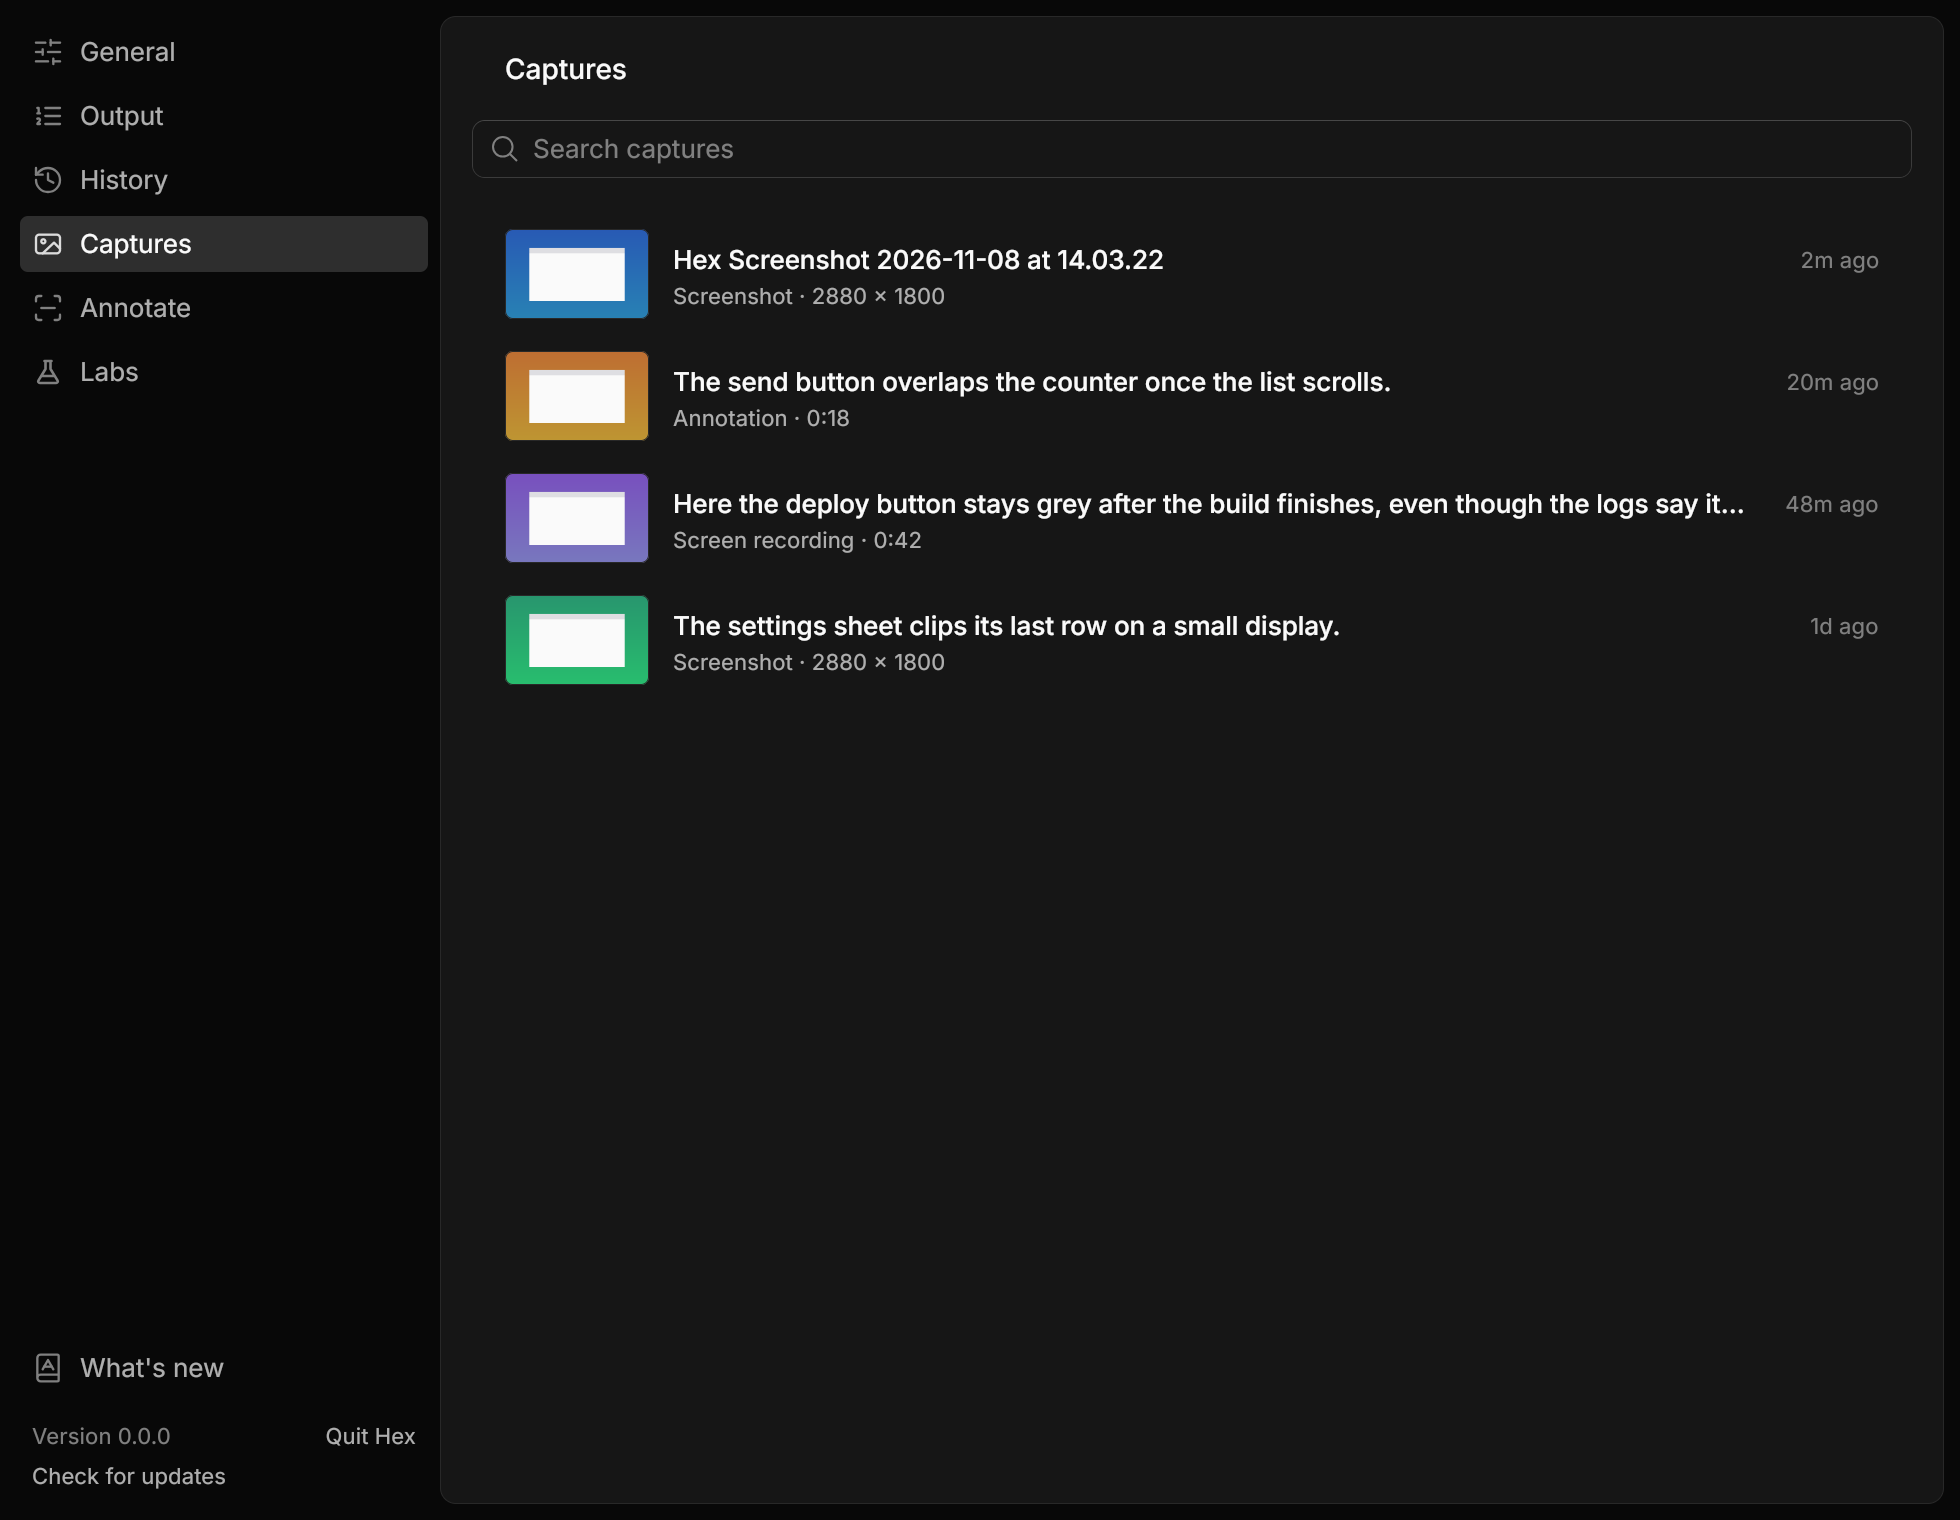 General
Output
History
Captures
Annotate
Labs
What's new
Version 0.0.0
Quit Hex
Check for updates
Captures
Search captures
Hex Screenshot 2026-11-08 at 14.03.22
2m ago
Screenshot · 2880 × 1800
The send button overlaps the counter once the list scrolls.
20m ago
Annotation · 0:18
Here the deploy button stays grey after the build finishes, even though the logs say it...
48m ago
Screen recording · 0:42
The settings sheet clips its last row on a small display.
1d ago
Screenshot · 2880 × 1800